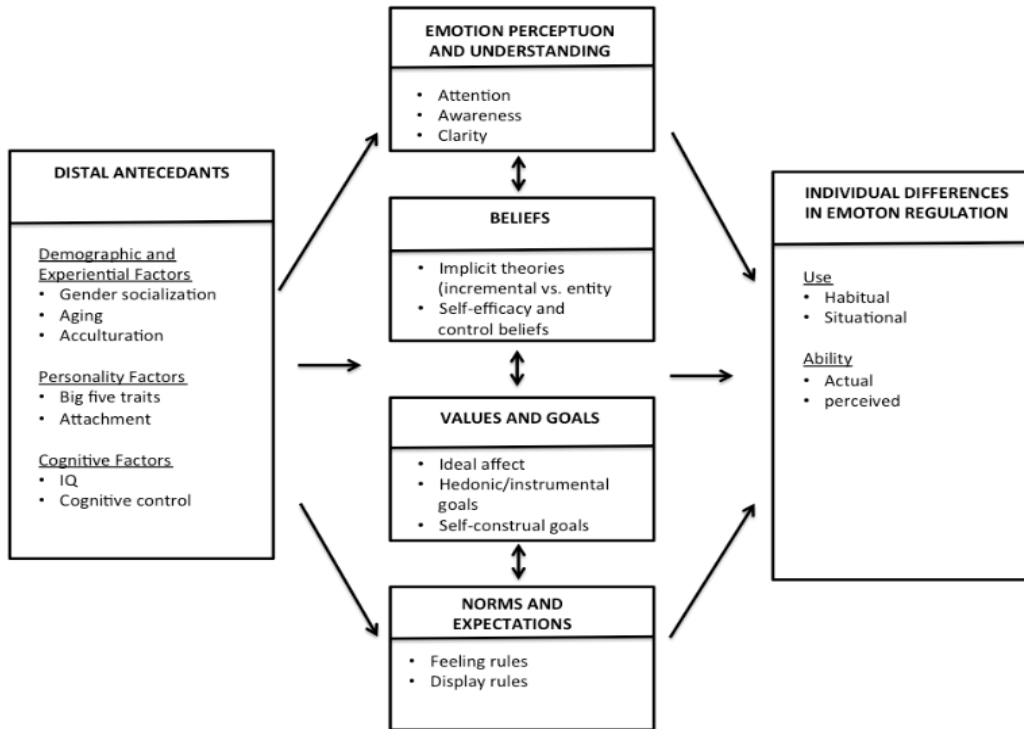 EMOTION PERCEPTUON
AND UNDERSTANDING
• Attention
• Awareness
• Clarity
DISTAL ANTECEDANTS
Demographic and
Experiential Factors
• Gender socialization
• Aging
• Acculturation
Personality Factors
• Big five traits
• Attachment
Cognitive Factors
• IQ
• Cognitive control
BELIEFS
• Implicit theories
(incremental vs. entity
• Self-efficacy and
control beliefs
VALUES AND GOALS
• Ideal affect
• Hedonic/instrumental
goals
• Self-construal goals
NORMS AND
EXPECTATIONS
• Feeling rules
• Display rules
INDIVIDUAL DIFFERENCES
IN EMOTON REGULATION
Use
• Habitual
• Situational
Ability
• Actual
• perceived